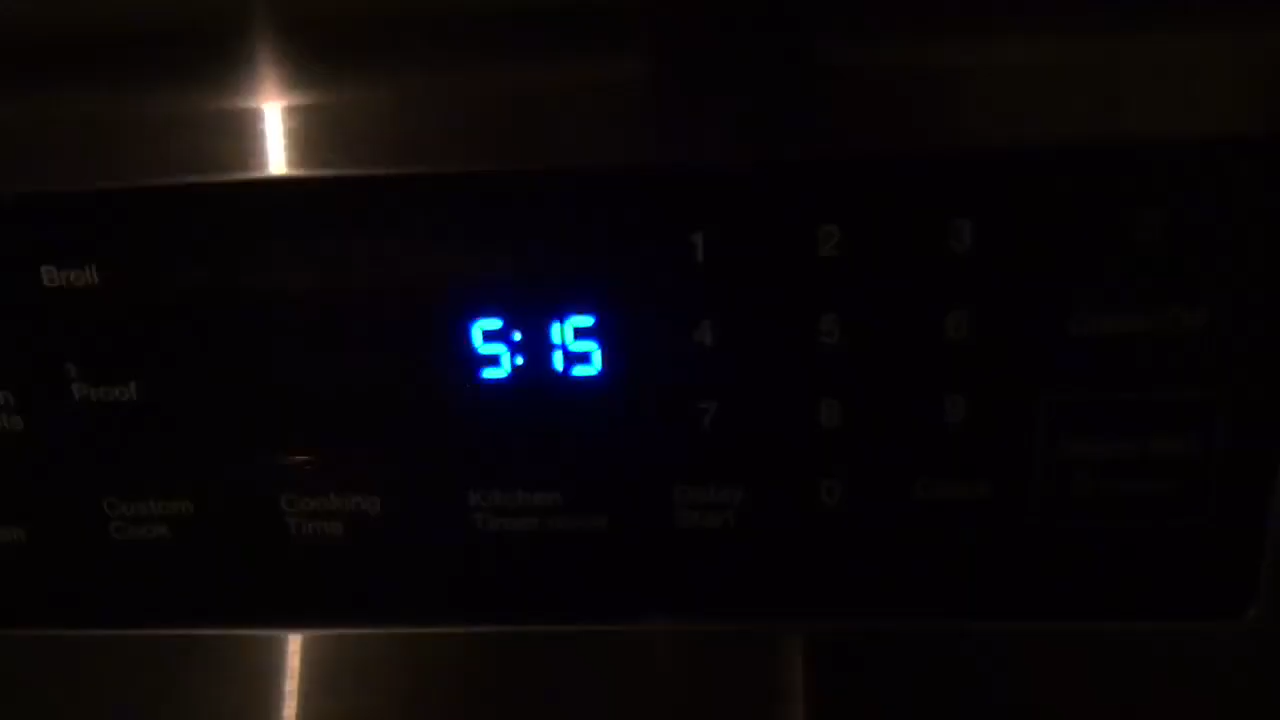 1 2 3
Broil
5:15
4 5 6
Proof
7 8 9
Custom
Cook
Cooking
Time
Kitchen
Timer
Delay
Start
0